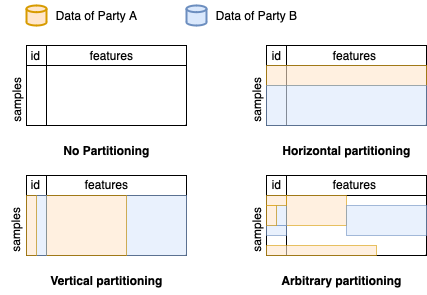 Data of Party A
Data of Party B
id features
samples
No Partitioning
id features
samples
Horizontal partitioning
id features
samples
Vertical partitioning
id features
samples
Arbitrary partitioning